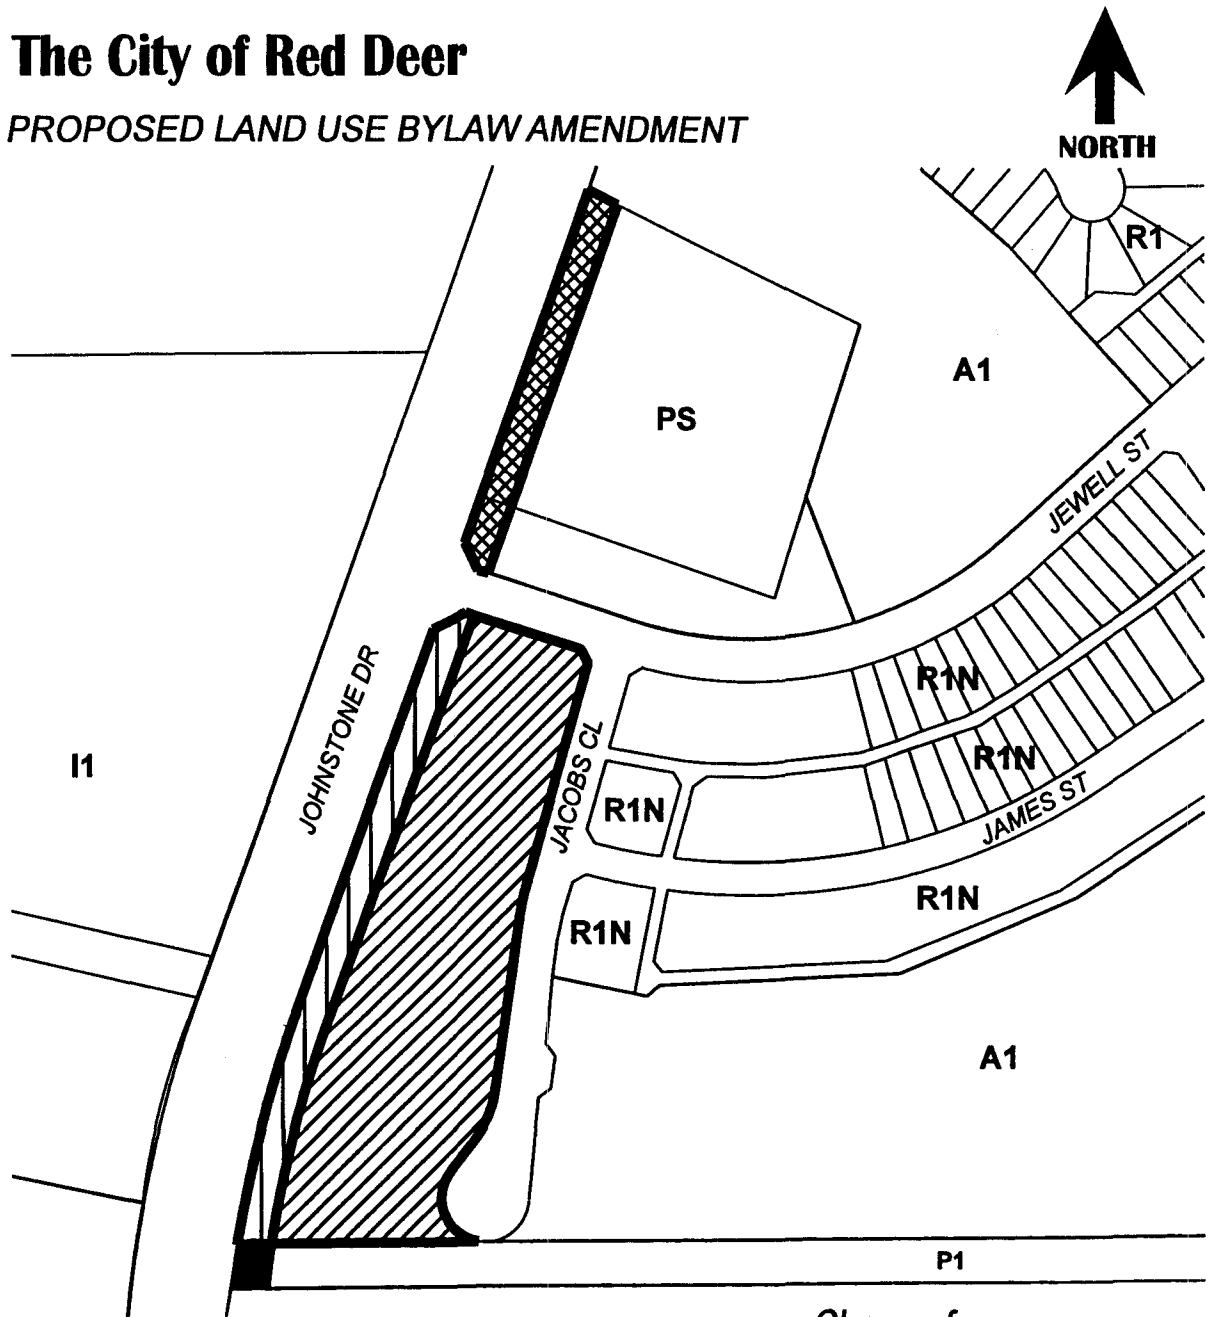 The City of Red Deer
PROPOSED LAND USE BYLAW AMENDMENT
NORTH
R1
A1
PS
JEWELL ST
R1N
JOHNSTONE DR
I1
JACOBS CL
R1N
R1N
JAMES ST
R1N
R1N
A1
P1